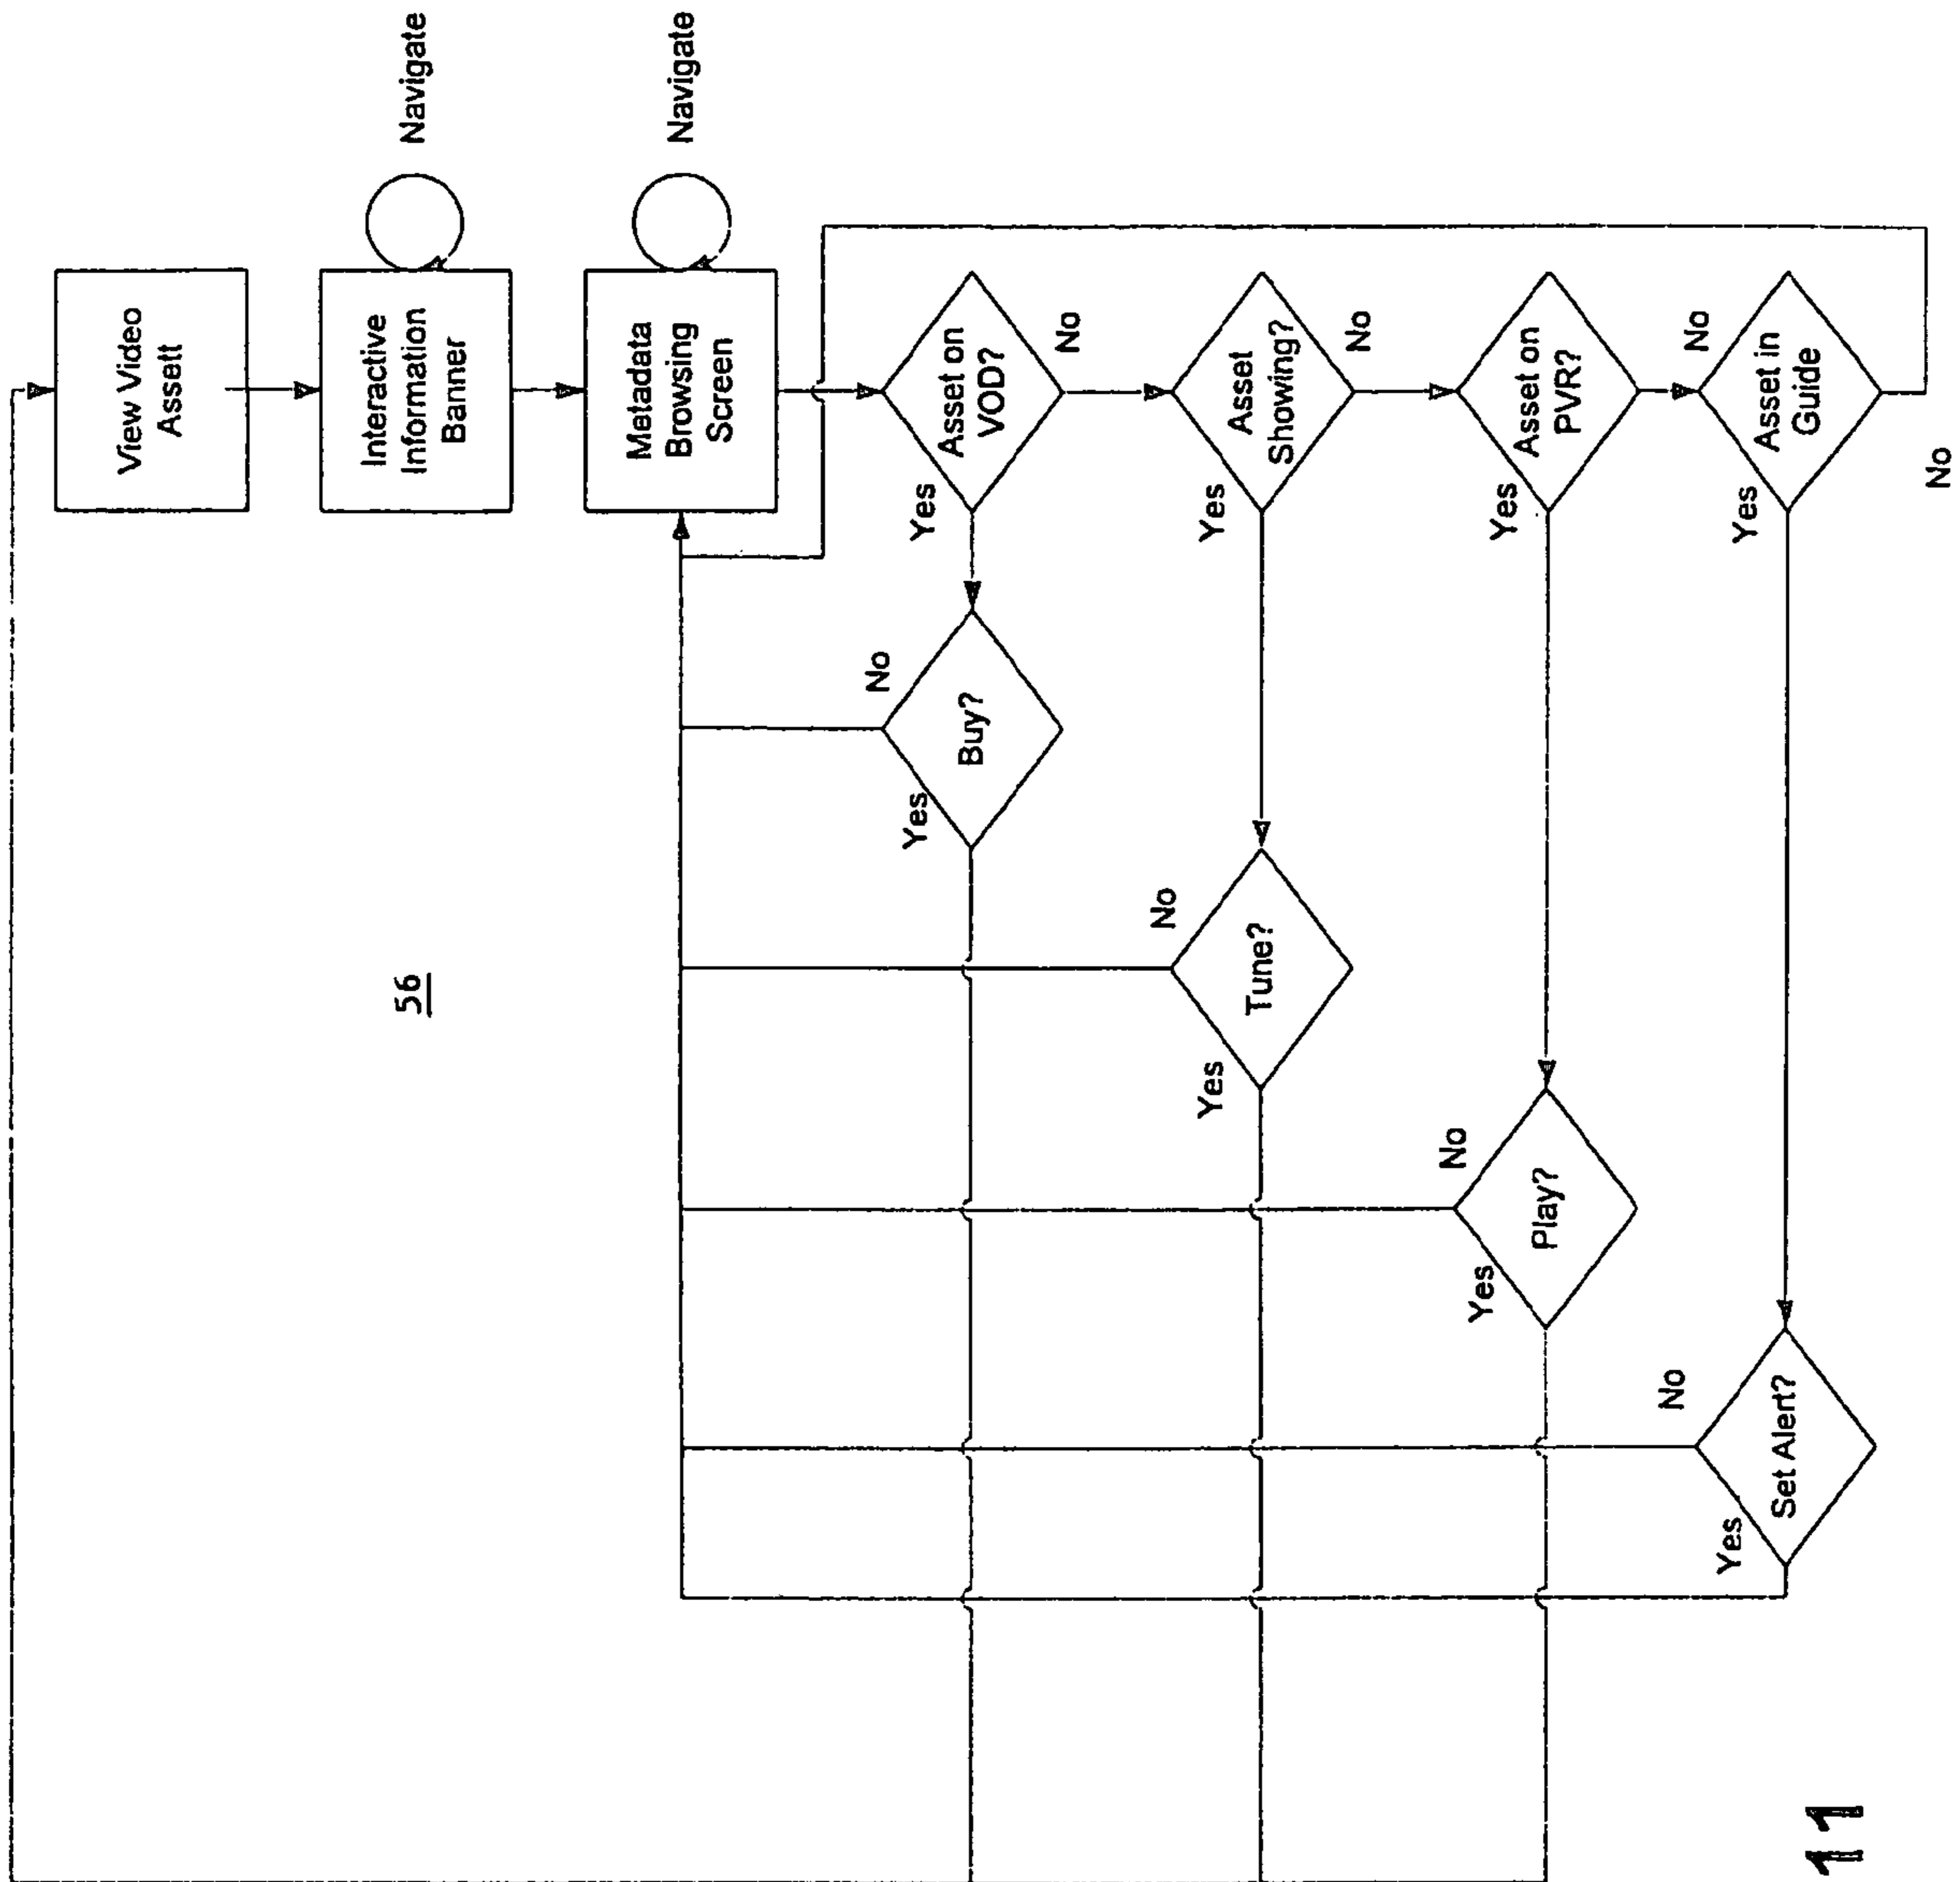 View Video
Assett
Interactive
Information
Banner
Navigate
Metadata
Browsing
Screen
Navigate
56
Asset on
VOD?
Yes
No
Buy?
Yes
No
Asset
Showing?
Yes
No
Tune?
Yes
No
Asset on
PVR?
Yes
No
Play?
Yes
No
Asset in
Guide
Yes
No
Set Alert?
Yes
No
11